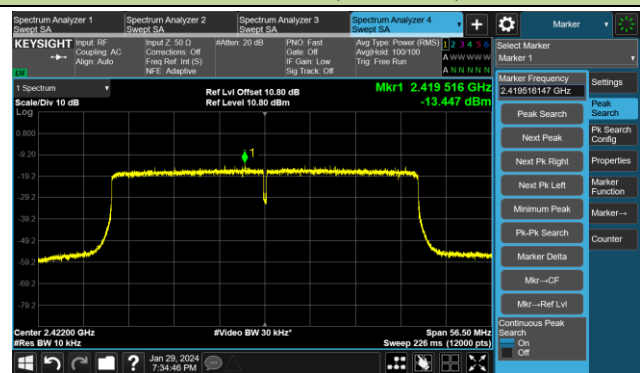 Spectrum Analyzer 1
Swept SA
Spectrum Analyzer 2
Swept SA
Spectrum Analyzer 3
Swept SA
Spectrum Analyzer 4
Swept SA
Marker
KEYSIGHT
Input: RF
Coupling: AC
Align: Auto
Input Z: 50 Ω
Corrections: Off
Freq Ref: Int (S)
NFE: Adaptive
#Atten: 20 dB
PNO: Fast
Gate: Off
IF Gain: Low
Sig Track: Off
Avg Type: Power (RMS)
Avg|Hold: 100/100
Trig: Free Run
1 2 3 4 5 6
A W W W W W
A N N N N N
LXI
Select Marker
Marker 1
1 Spectrum
Scale/Div 10 dB
Log
Ref Lvl Offset 10.80 dB
Ref Level 10.80 dBm
Mkr1 2.419 516 GHz
-13.447 dBm
Marker Frequency
2.419516147 GHz
Peak Search
Next Peak
Next Pk Right
Next Pk Left
Minimum Peak
Pk-Pk Search
Marker Delta
Mkr→CF
Mkr→Ref Lvl
Continuous Peak
Search
On
Off
Settings
Peak
Search
Pk Search
Config
Properties
Marker
Function
Marker→
Counter
0.800
-9.20
-19.2
-29.2
-39.2
-49.2
-59.2
-69.2
-79.2
1
Center 2.42200 GHz
#Res BW 10 kHz
#Video BW 30 kHz*
Span 56.50 MHz
Sweep 226 ms (12000 pts)
Jan 29, 2024
7:34:46 PM